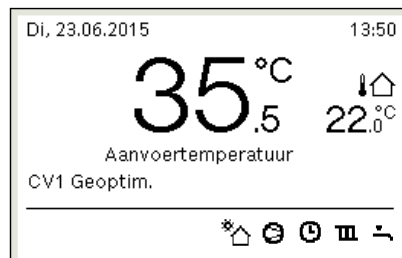 Di, 23.06.2015 13:50
35.5 °C
22.0 °C
Aanvoertemperatuur
CV1 Geoptim.